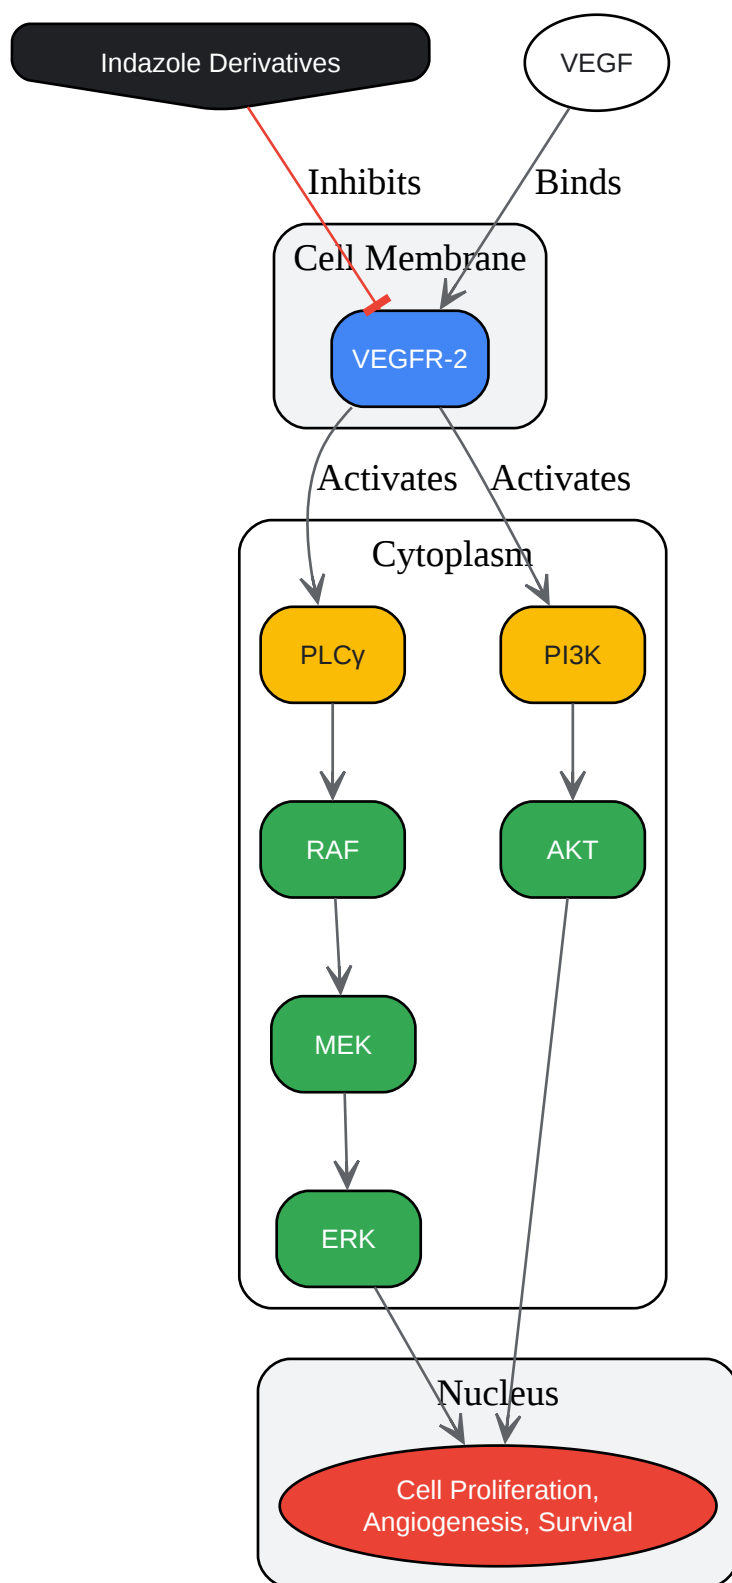 Indazole Derivatives
VEGF
Inhibits
Binds
Cell Membrane
VEGFR-2
Activates
Activates
Cytoplasm
PLCγ
PI3K
RAF
AKT
MEK
ERK
Nucleus
Cell Proliferation,
Angiogenesis, Survival